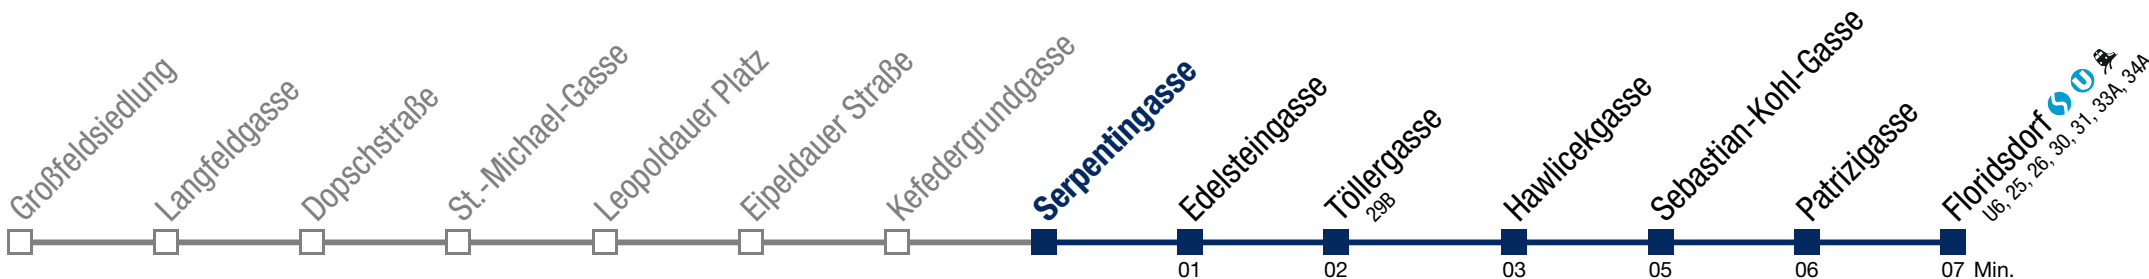 Großfeldsiedlung
Langfeldgasse
Dopschstraße
St.-Michael-Gasse
Leopoldauer Platz
Eipeldauer Straße
Kefedergrundgasse
Serpentingasse
Edelsteingasse
01
Töllergasse
29B
02
Hawlicekgasse
03
Sebastian-Kohl-Gasse
05
Patrizigasse
06
Floridsdorf S U
U6, 25, 26, 30, 31, 33A, 34A
07 Min.